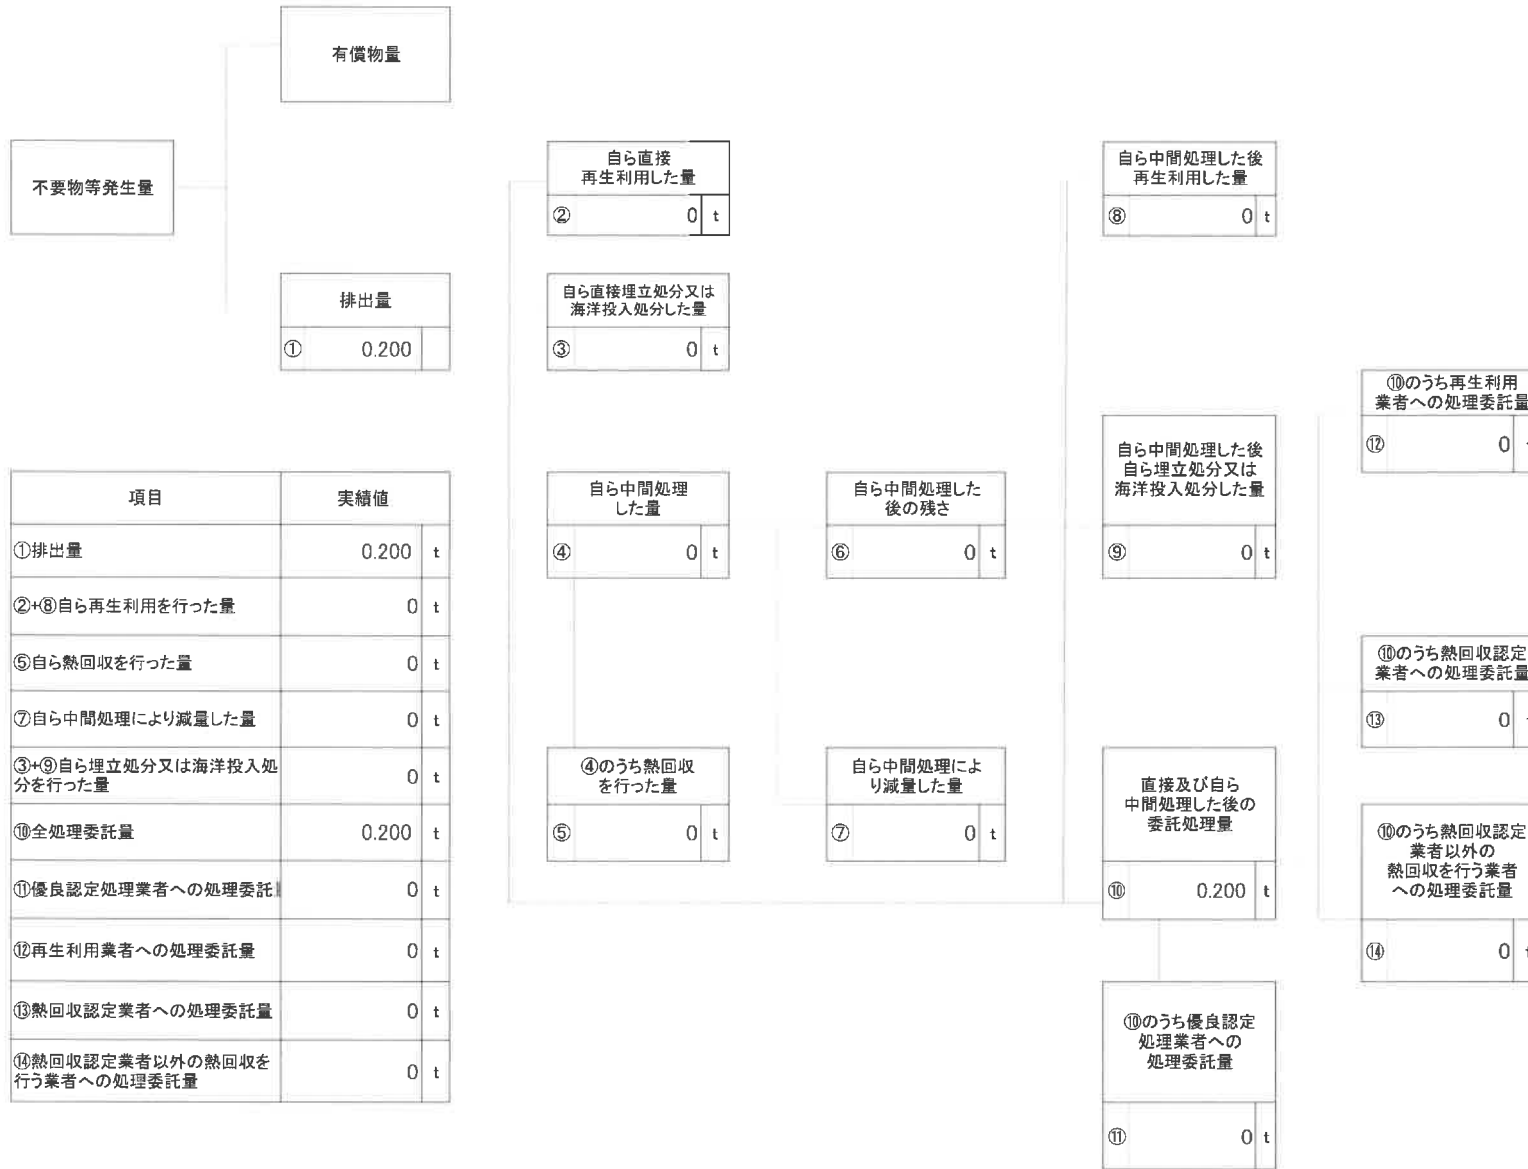 有償物量
不要物等発生量
排出量
① 0.200
自ら直接
再生利用した量
② 0 t
自ら直接埋立処分又は
海洋投入処分した量
③ 0 t
自ら中間処理
した量
④ 0 t
④のうち熱回収
を行った量
⑤ 0 t
自ら中間処理した
後の残さ
⑥ 0 t
自ら中間処理によ
り減量した量
⑦ 0 t
自ら中間処理した後
再生利用した量
⑧ 0 t
自ら中間処理した後
自ら埋立処分又は
海洋投入処分した量
⑨ 0 t
直接及び自ら
中間処理した後の
委託処理量
⑩ 0.200 t
⑩のうち優良認定
処理業者への
処理委託量
⑪ 0 t
⑩のうち再生利用
業者への処理委託量
⑫ 0
⑩のうち熱回収認定
業者への処理委託量
⑬ 0
⑩のうち熱回収認定
業者以外の
熱回収を行う業者
への処理委託量
⑭ 0 t
項目 実績値
①排出量 0.200 t
②+⑧自ら再生利用を行った量 0 t
⑤自ら熱回収を行った量 0 t
⑦自ら中間処理により減量した量 0 t
③+⑨自ら埋立処分又は海洋投入処
分を行った量 0 t
⑩全処理委託量 0.200 t
⑪優良認定処理業者への処理委託 0 t
⑫再生利用業者への処理委託量 0 t
⑬熱回収認定業者への処理委託量 0 t
⑭熱回収認定業者以外の熱回収を
行う業者への処理委託量 0 t